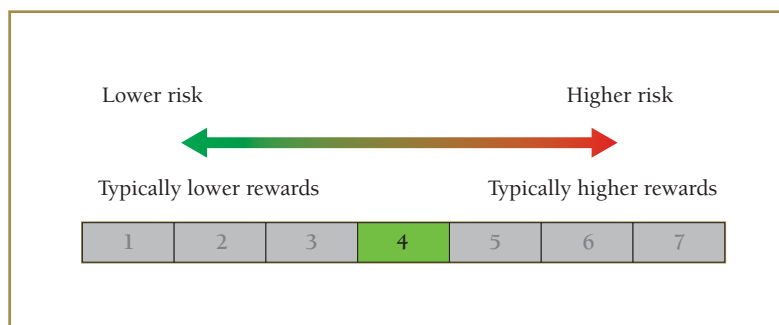 Lower risk Higher risk
Typically lower rewards Typically higher rewards
1 2 3 4 5 6 7